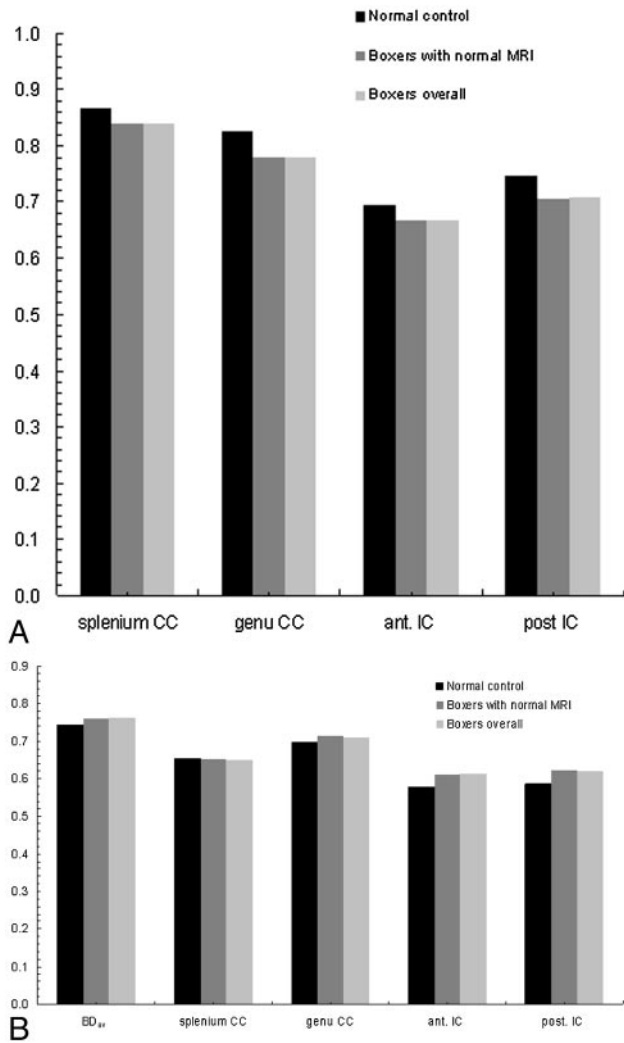 Normal control
Boxers with normal MRI
Boxers overall
1.0
0.9
0.8
0.7
0.6
0.5
0.4
0.3
0.2
0.1
0.0
splenium CC genu CC ant. IC post IC
A
Normal control
Boxers with normal MRI
Boxers overall
0.9
0.8
0.7
0.6
0.5
0.4
0.3
0.2
0.1
0.0
BDav splenium CC genu CC ant. IC post. IC
B